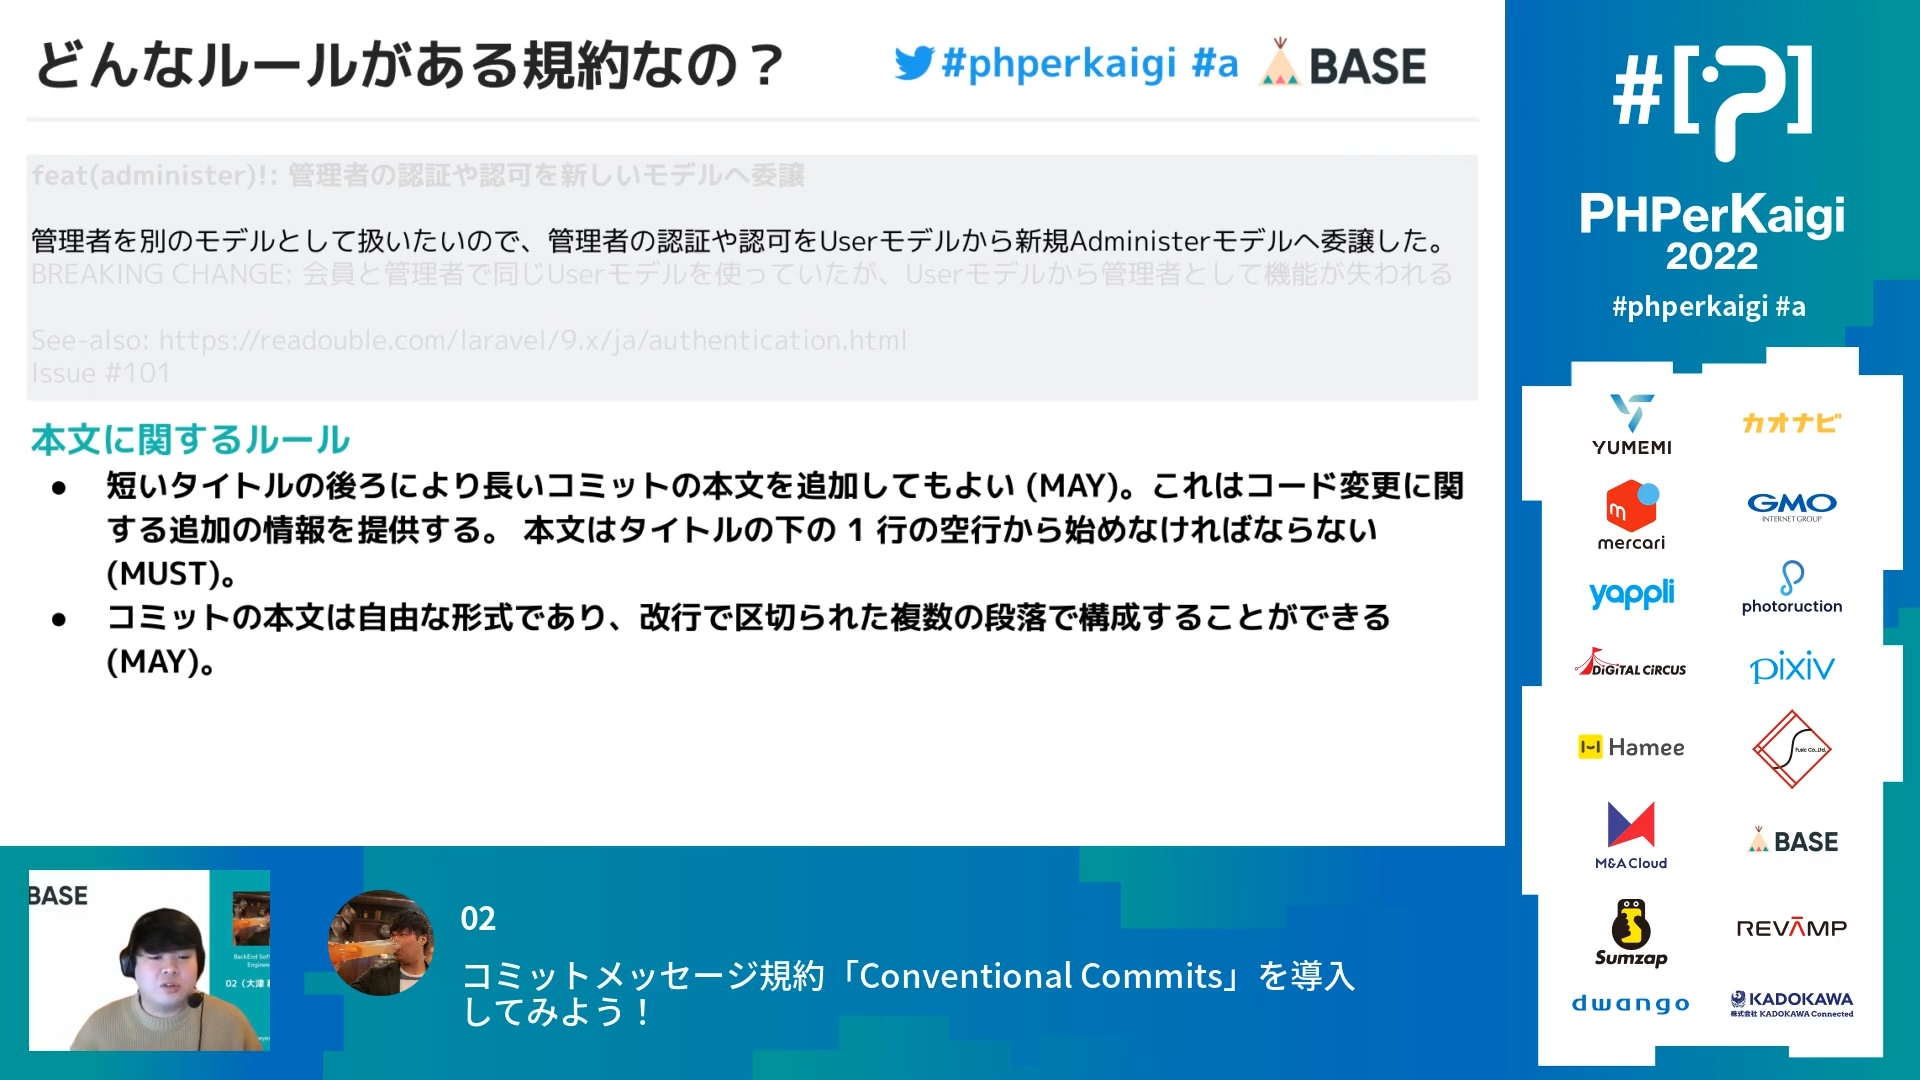 どんなルールがある規約なの？
#phperkaigi #a
BASE
feat(administer)!: 管理者の認証や認可を新しいモデルへ委譲
管理者を別のモデルとして扱いたいので、管理者の認証や認可をUserモデルから新規Administerモデルへ委譲した。
BREAKING CHANGE: 会員と管理者で同じUserモデルを使っていたが、Userモデルから管理者として機能が失われる
See-also: https://readouble.com/laravel/9.x/ja/authentication.html
Issue #101
本文に関するルール
● 短いタイトルの後ろにより長いコミットの本文を追加してもよい (MAY)。これはコード変更に関
する追加の情報を提供する。 本文はタイトルの下の 1 行の空行から始めなければならない
(MUST)。
● コミットの本文は自由な形式であり、改行で区切られた複数の段落で構成することができる
(MAY)。
#[?]
PHPerKaigi
2022
#phperkaigi #a
YUMEMI
カオナビ
mercari
GMO
INTERNET GROUP
yappli
photoruction
DiGiTAL CiRCUS
pixiv
Hamee
Fusic Co.,Ltd.
M&A Cloud
BASE
Sumzap
REVAMP
dwango
KADOKAWA
株式会社 KADOKAWA Connected
BASE
BackEnd Sof
Enginee
02（大津
02
コミットメッセージ規約「Conventional Commits」を導入
してみよう！